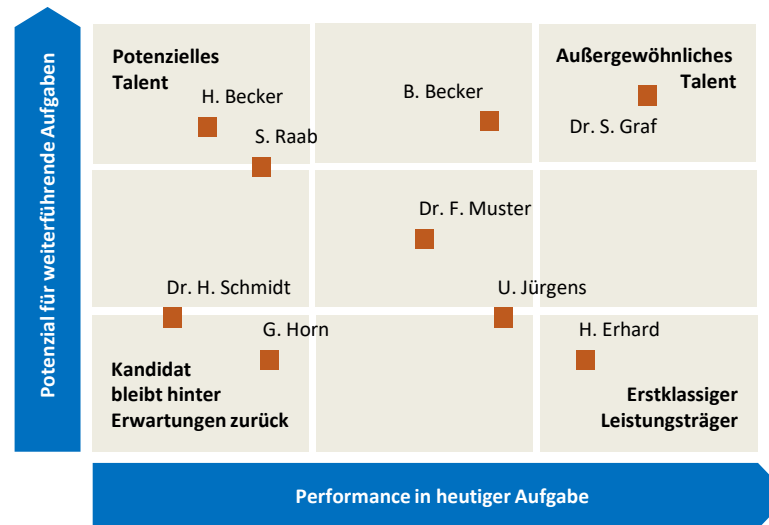 Potenzial für weiterführende Aufgaben
Potenzielles
Talent
H. Becker
S. Raab
B. Becker
Außergewöhnliches
Talent
Dr. S. Graf
Dr. F. Muster
Dr. H. Schmidt
U. Jürgens
G. Horn
H. Erhard
Kandidat
bleibt hinter
Erwartungen zurück
Erstklassiger
Leistungsträger
Performance in heutiger Aufgabe